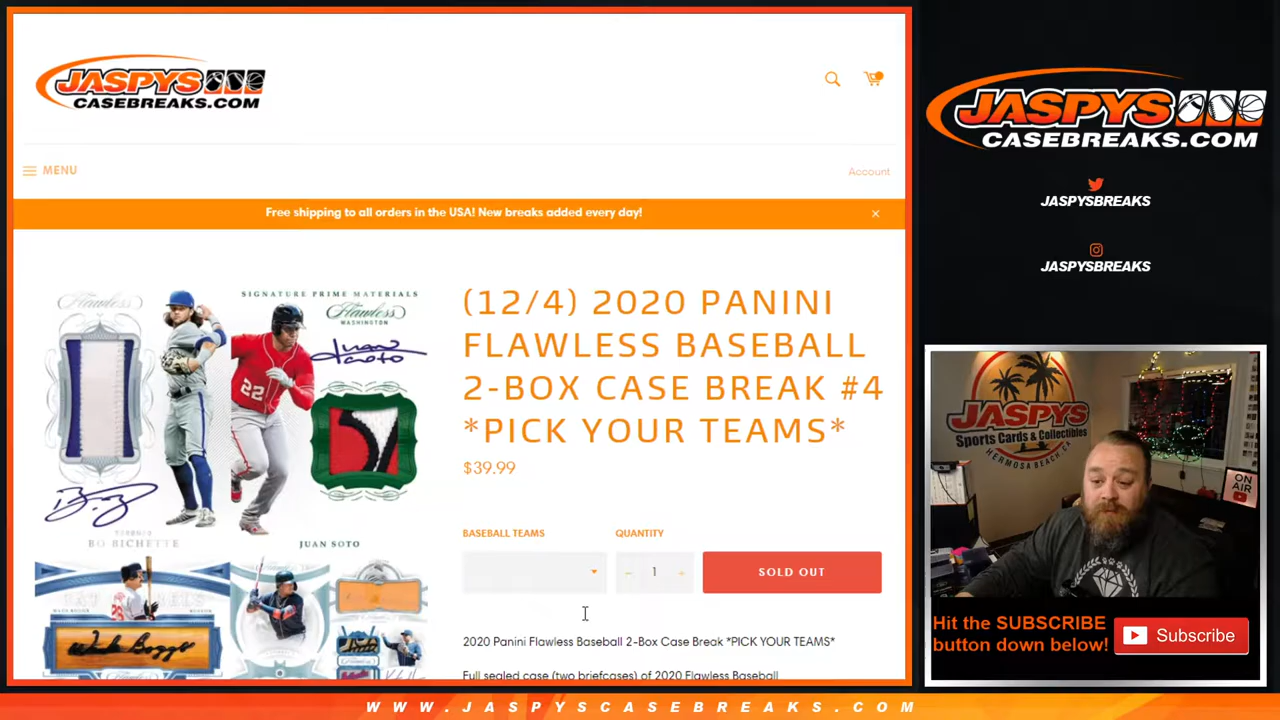 JASPYS
CASEBREAKS.COM
MENU
Account
Free shipping to all orders in the USA! New breaks added every day!
×
Flawless
SIGNATURE PRIME MATERIALS
Flawless
WASHINGTON
22
TORONTO
BO BICHETTE
JUAN SOTO
(12/4) 2020 PANINI
FLAWLESS BASEBALL
2-BOX CASE BREAK #4
*PICK YOUR TEAMS*
$39.99
BASEBALL TEAMS
QUANTITY
− 1 +
SOLD OUT
2020 Panini Flawless Baseball 2-Box Case Break *PICK YOUR TEAMS*
Full sealed case (two briefcases) of 2020 Flawless Baseball
JASPYS
CASEBREAKS.COM
JASPYSBREAKS
JASPYSBREAKS
JASPYS
Sports Cards & Collectibles
HERMOSA BEACH, CA
ON
AIR
Hit the SUBSCRIBE
button down below!
Subscribe
WWW.JASPYSCASEBREAKS.COM